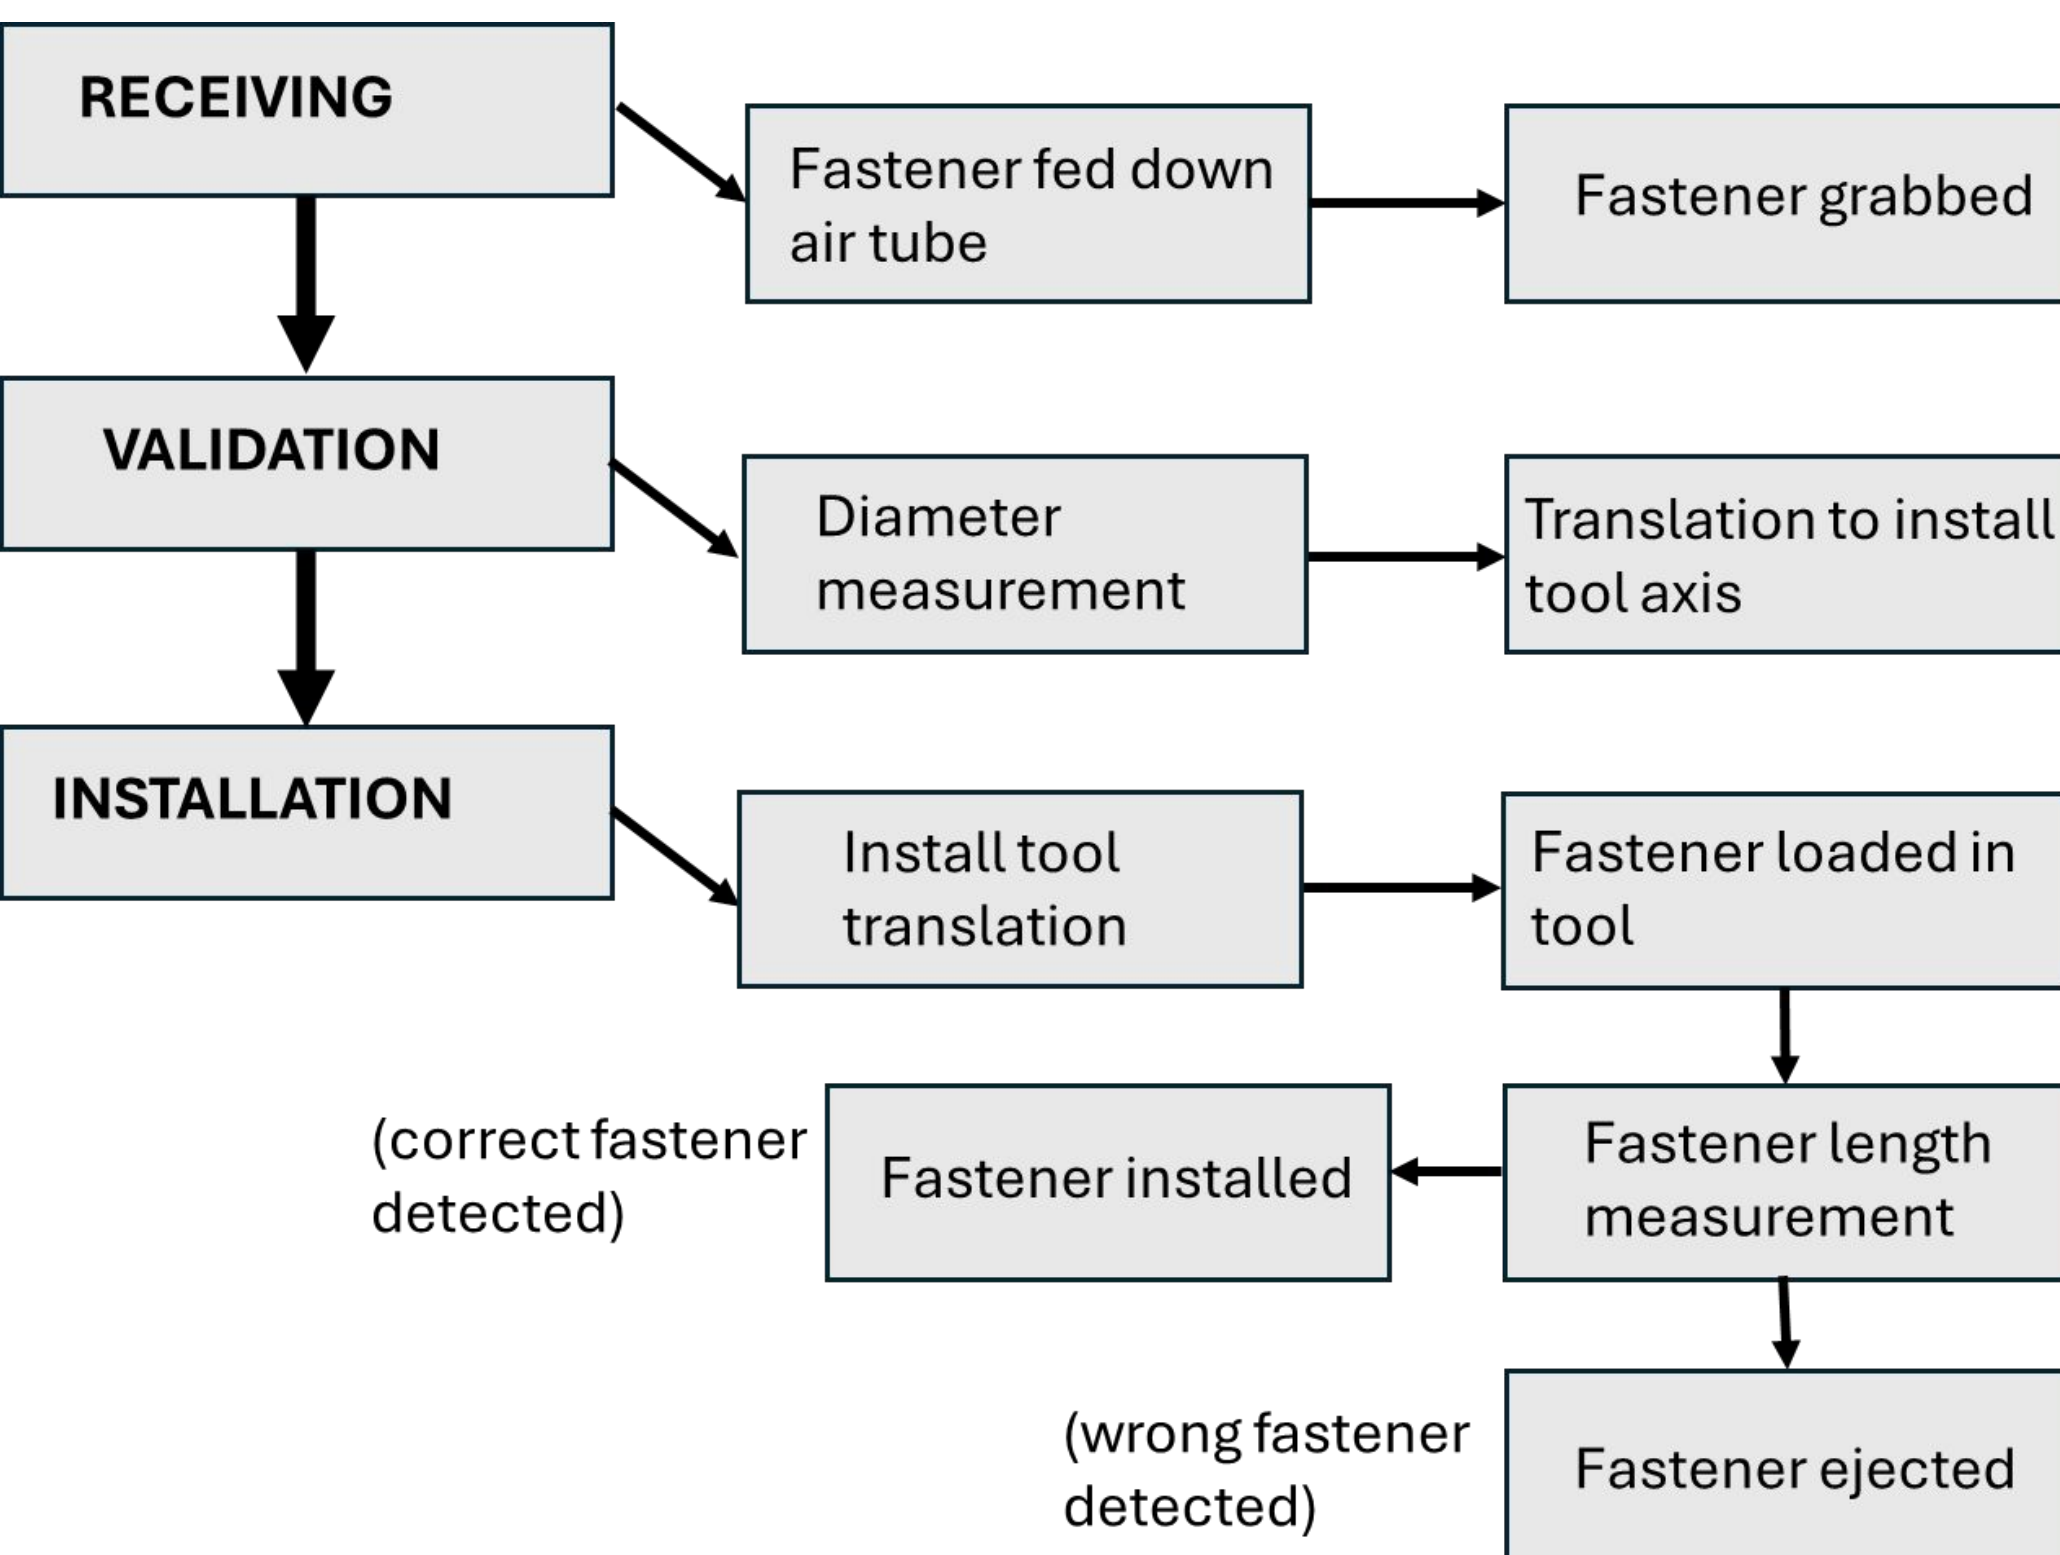 RECEIVING
Fastener fed down
air tube
Fastener grabbed
VALIDATION
Diameter
measurement
Translation to install
tool axis
INSTALLATION
Install tool
translation
Fastener loaded in
tool
(correct fastener
detected)
Fastener installed
Fastener length
measurement
(wrong fastener
detected)
Fastener ejected